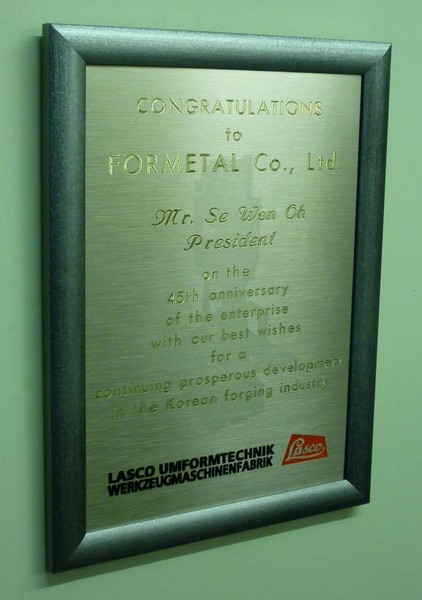 CONGRATULATIONS
to
FORMETAL Co., Ltd.
Mr. Se Won Oh
President
on the
45th anniversary
of the enterprise
with our best wishes
for a
continuing prosperous development
in the Korean forging industry
LASCO UMFORMTECHNIK
WERKZEUGMASCHINENFABRIK
Lasco